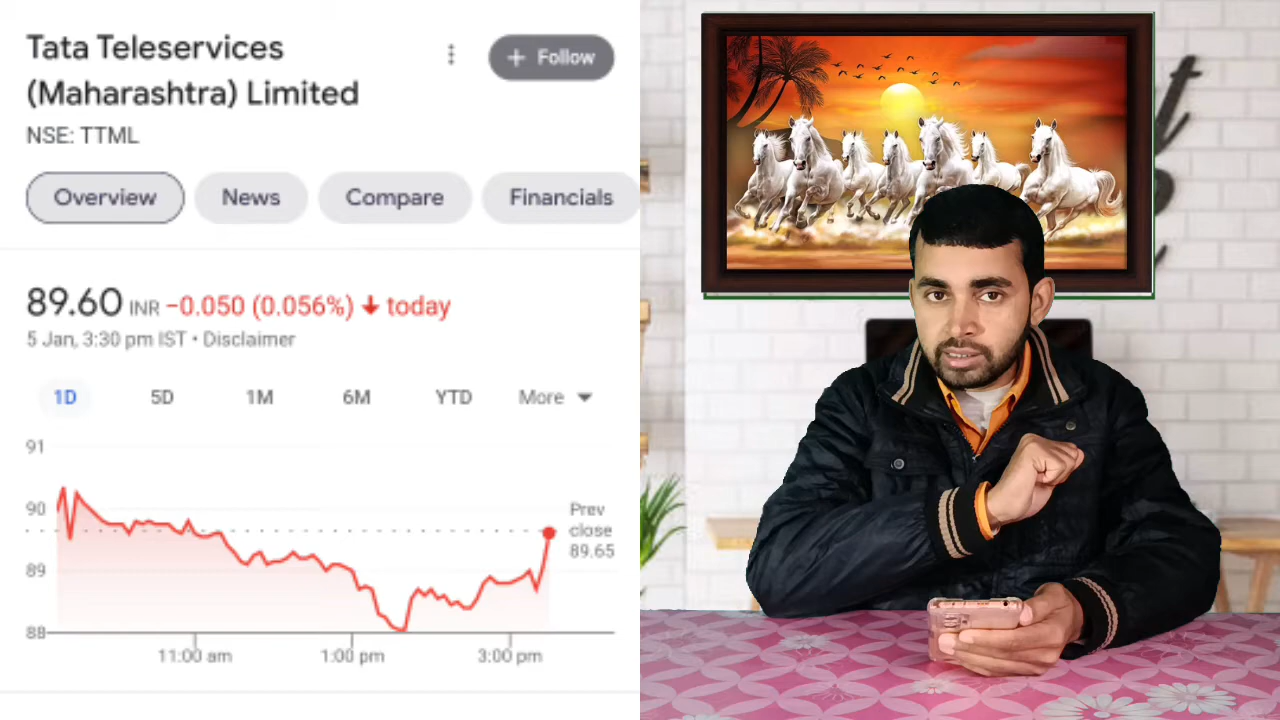 Tata Teleservices
(Maharashtra) Limited
+ Follow
NSE: TTML
Overview News Compare Financials
89.60 INR −0.050 (0.056%) ↓ today
5 Jan, 3:30 pm IST • Disclaimer
1D 5D 1M 6M YTD More
91
90
89
88
Prev
close
89.65
11:00 am 1:00 pm 3:00 pm